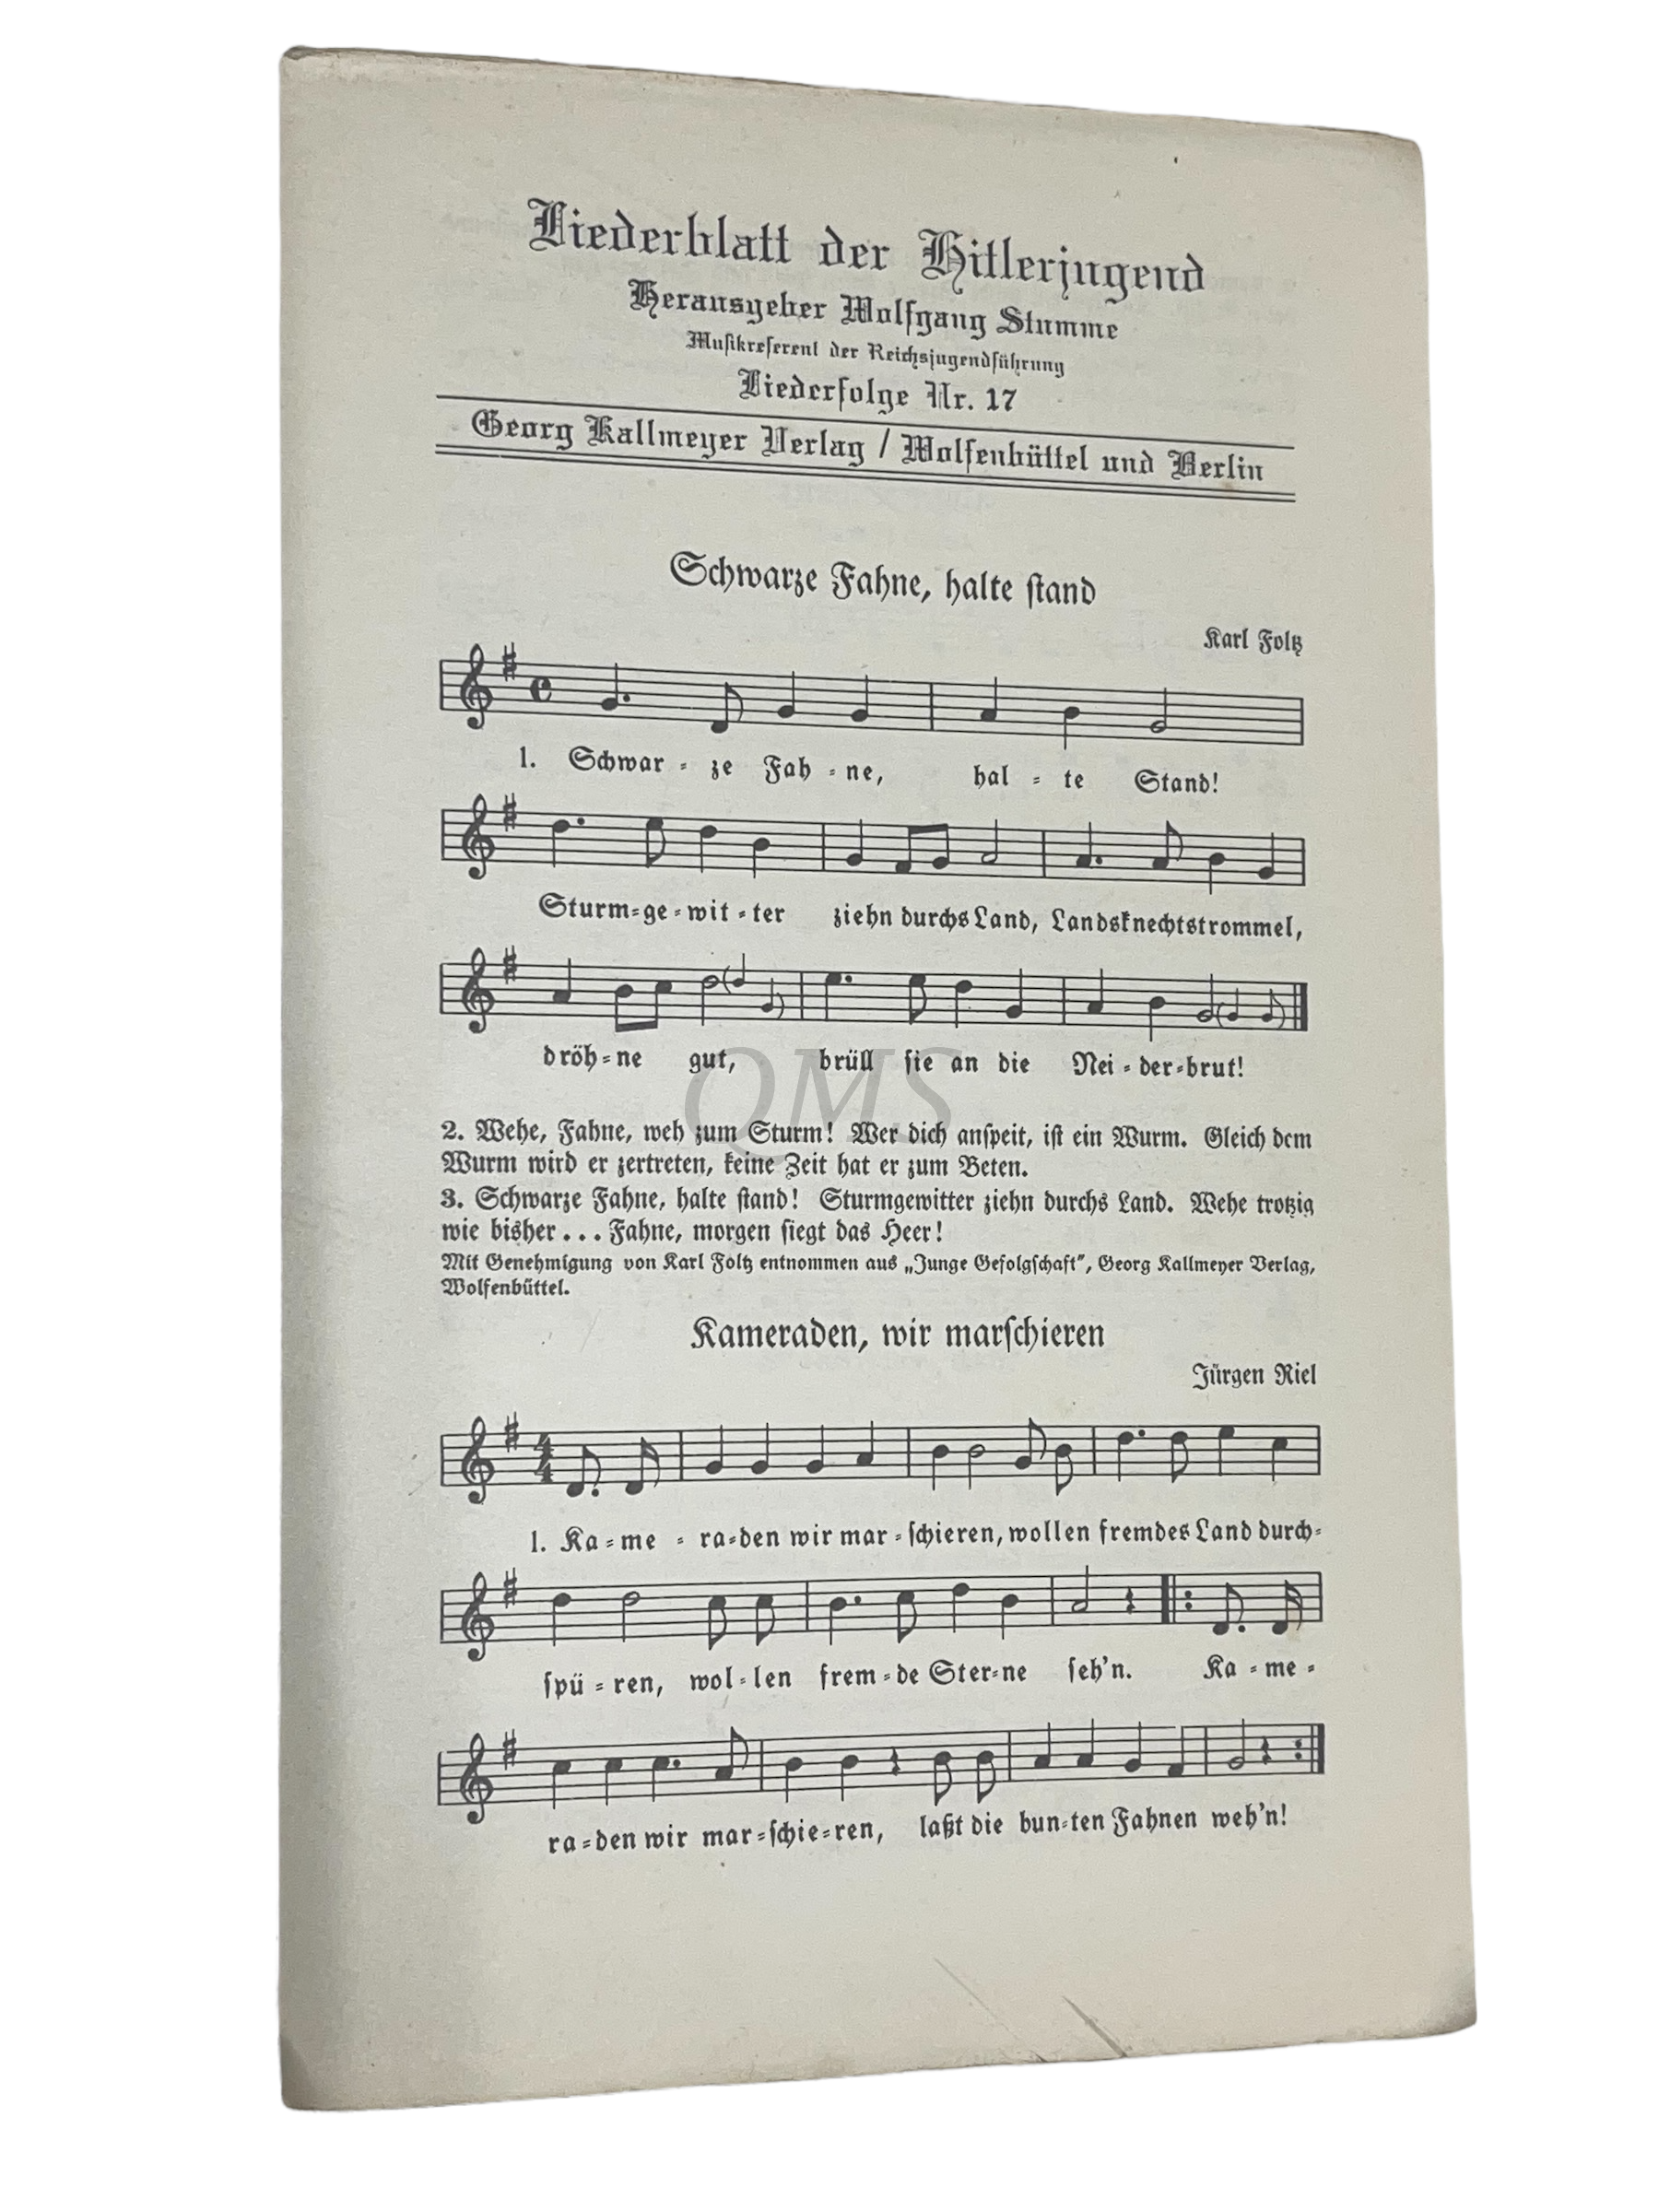 Liederblatt der Hitlerjugend
Herausgeber Wolfgang Stumme
Muſikreferent der Reichsjugendführung
Liederfolge Nr. 17
Georg Kallmeyer Verlag / Wolfenbüttel und Berlin
Schwarze Fahne, halte ſtand
Karl Foltz
1. Schwar - ze Fah - ne, hal - te Stand!
Sturm-ge-wit-ter ziehn durchs Land, Landsknechtstrommel,
dröh-ne gut, brüll ſie an die Nei-der-brut!
QMS
2. Wehe, Fahne, weh zum Sturm! Wer dich anſpeit, iſt ein Wurm. Gleich dem
Wurm wird er zertreten, keine Zeit hat er zum Beten.
3. Schwarze Fahne, halte ſtand! Sturmgewitter ziehn durchs Land. Wehe trotzig
wie bisher... Fahne, morgen ſiegt das Heer!
Mit Genehmigung von Karl Foltz entnommen aus „Junge Gefolgſchaft", Georg Kallmeyer Verlag,
Wolfenbüttel.
Kameraden, wir marſchieren
Jürgen Riel
4
4
1. Ka-me - ra-den wir mar-ſchieren, wollen fremdes Land durch-
ſpü-ren, wol-len frem-de Ster-ne ſeh'n. Ka-me-
ra-den wir mar-ſchie-ren, laßt die bun-ten Fahnen weh'n!